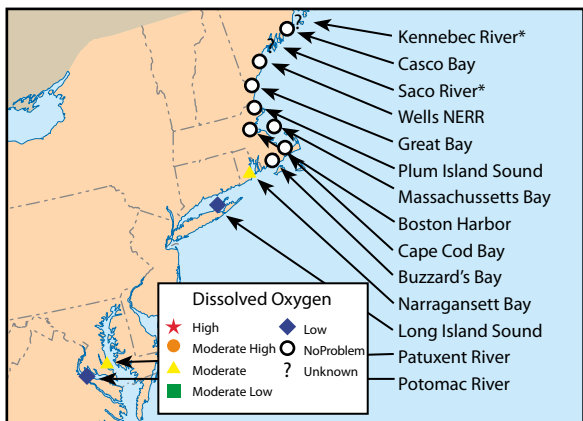 Kennebec River*
Casco Bay
Saco River*
Wells NERR
Great Bay
Plum Island Sound
Massachussetts Bay
Boston Harbor
Cape Cod Bay
Buzzard's Bay
Narragansett Bay
Long Island Sound
Patuxent River
Potomac River
?
?
Dissolved Oxygen
High
Moderate High
Moderate
Moderate Low
Low
NoProblem
? Unknown